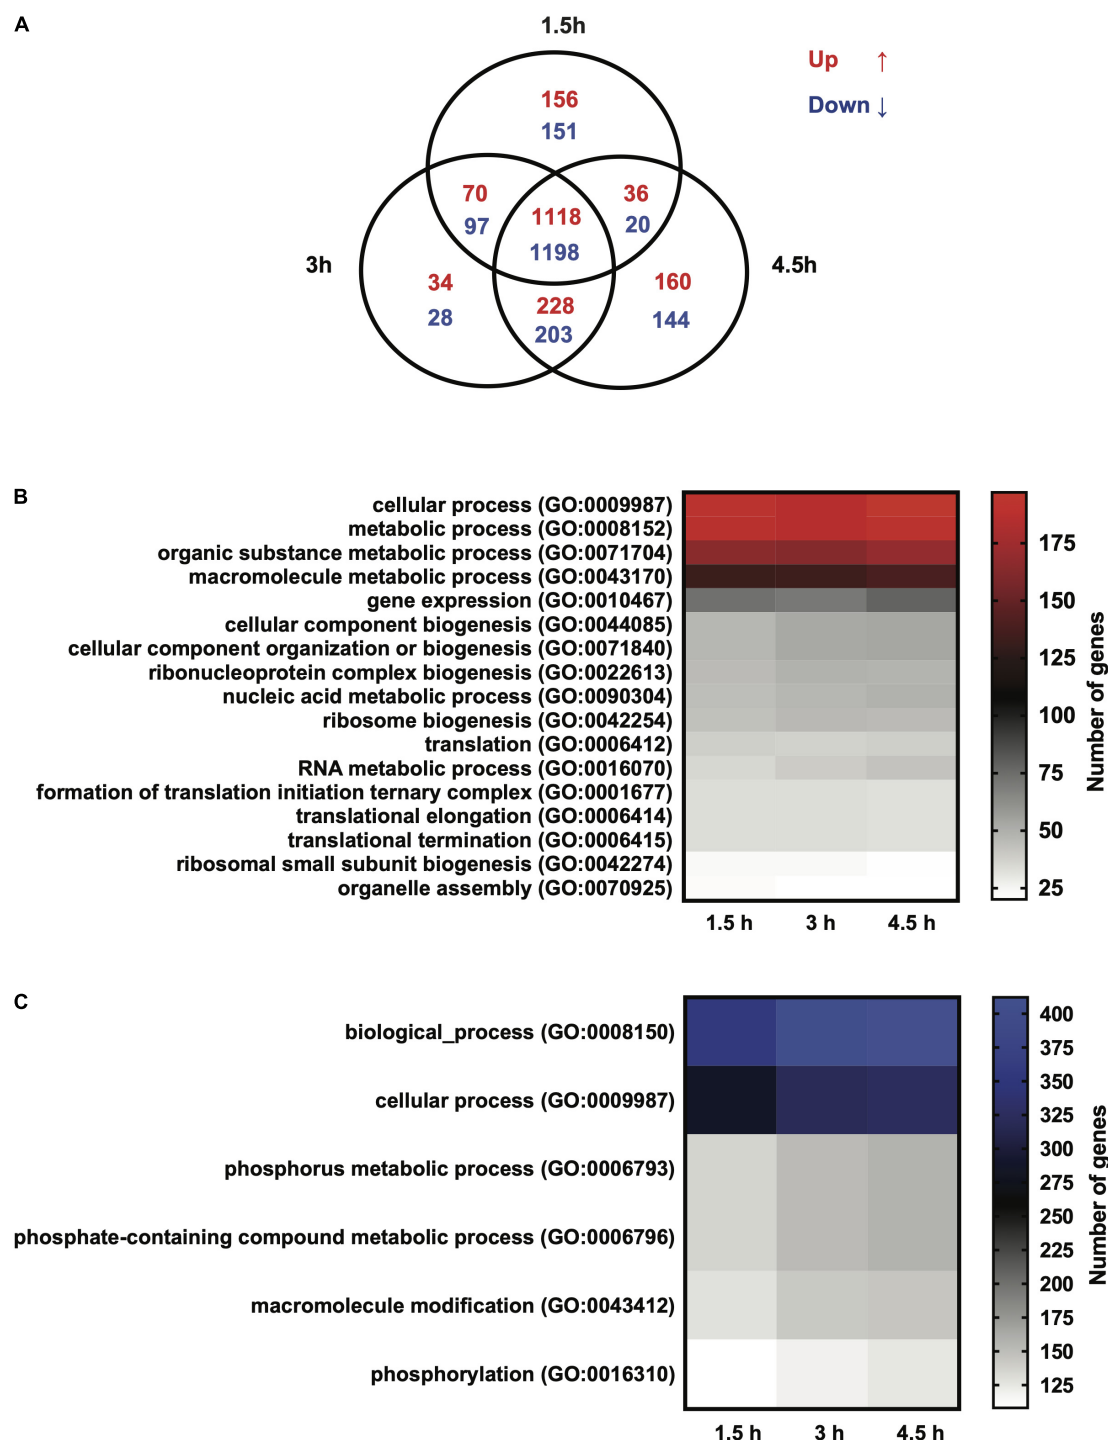 A
1.5h
Up ↑
Down ↓
156
151
70
97
36
20
1118
1198
3h
4.5h
34
28
160
144
228
203
B
cellular process (GO:0009987)
metabolic process (GO:0008152)
organic substance metabolic process (GO:0071704)
macromolecule metabolic process (GO:0043170)
gene expression (GO:0010467)
cellular component biogenesis (GO:0044085)
cellular component organization or biogenesis (GO:0071840)
ribonucleoprotein complex biogenesis (GO:0022613)
nucleic acid metabolic process (GO:0090304)
ribosome biogenesis (GO:0042254)
translation (GO:0006412)
RNA metabolic process (GO:0016070)
formation of translation initiation ternary complex (GO:0001677)
translational elongation (GO:0006414)
translational termination (GO:0006415)
ribosomal small subunit biogenesis (GO:0042274)
organelle assembly (GO:0070925)
1.5 h 3 h 4.5 h
175
150
125
100
75
50
25
Number of genes
C
biological_process (GO:0008150)
cellular process (GO:0009987)
phosphorus metabolic process (GO:0006793)
phosphate-containing compound metabolic process (GO:0006796)
macromolecule modification (GO:0043412)
phosphorylation (GO:0016310)
1.5 h 3 h 4.5 h
400
375
350
325
300
275
250
225
200
175
150
125
Number of genes